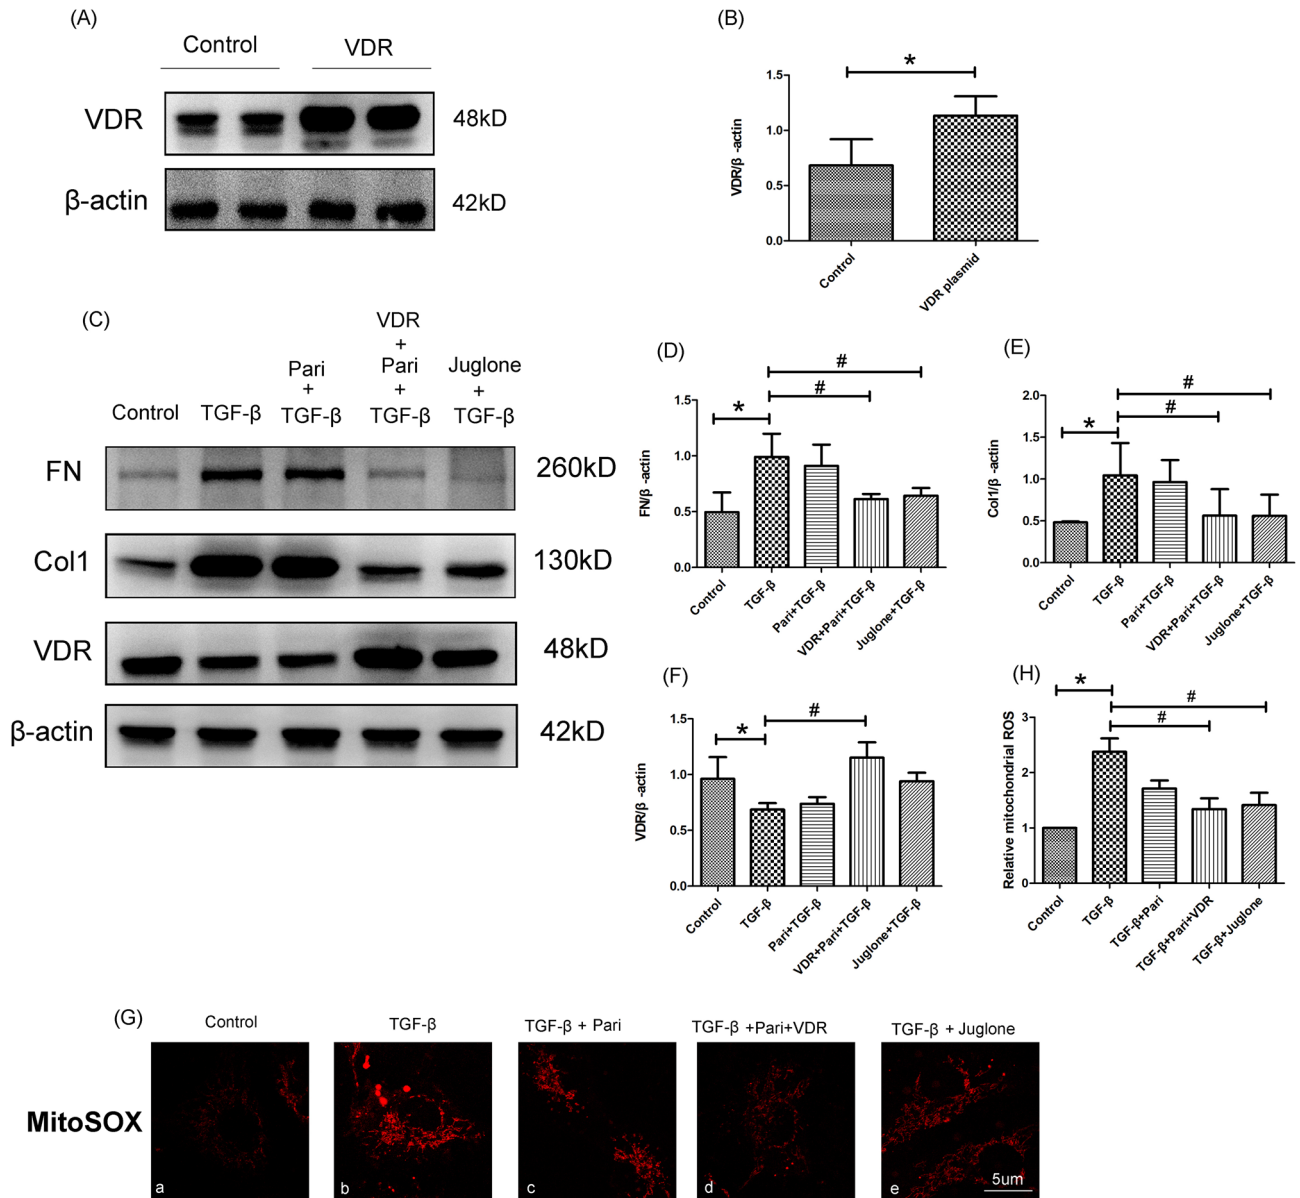 (A)
Control VDR
VDR 48kD
β-actin 42kD
(B)
*
VDR/β -actin
1.5
1.0
0.5
0.0
Control
VDR plasmid
(C)
Control
TGF-β
Pari
+
TGF-β
VDR
+
Pari
+
TGF-β
Juglone
+
TGF-β
FN 260kD
Col1 130kD
VDR 48kD
β-actin 42kD
(D)
#
#
*
FN/β -actin
1.5
1.0
0.5
0.0
Control
TGF-β
Pari+TGF-β
VDR+Pari+TGF-β
Juglone+TGF-β
(E)
#
#
*
Col1/β -actin
2.0
1.5
1.0
0.5
0.0
Control
TGF-β
Pari+TGF-β
VDR+Pari+TGF-β
Juglone+TGF-β
(F)
#
*
VDR/β -actin
1.5
1.0
0.5
0.0
Control
TGF-β
Pari+TGF-β
VDR+Pari+TGF-β
Juglone+TGF-β
(H)
*
#
#
Relative mitochondrial ROS
3
2
1
0
Control
TGF-β
TGF-β+Pari
TGF-β+Pari+VDR
TGF-β+Juglone
(G)
Control TGF-β TGF-β + Pari TGF-β +Pari+VDR TGF-β + Juglone
MitoSOX
a b c d e
5um